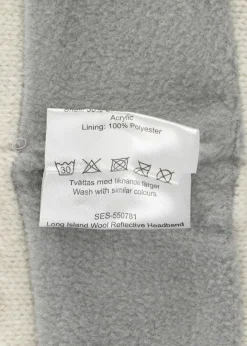 Acrylic
Lining: 100% Polyester
30
Tvättas med liknande färger
Wash with similar colours.
SES-550781
Long Island Wool Reflective Headband